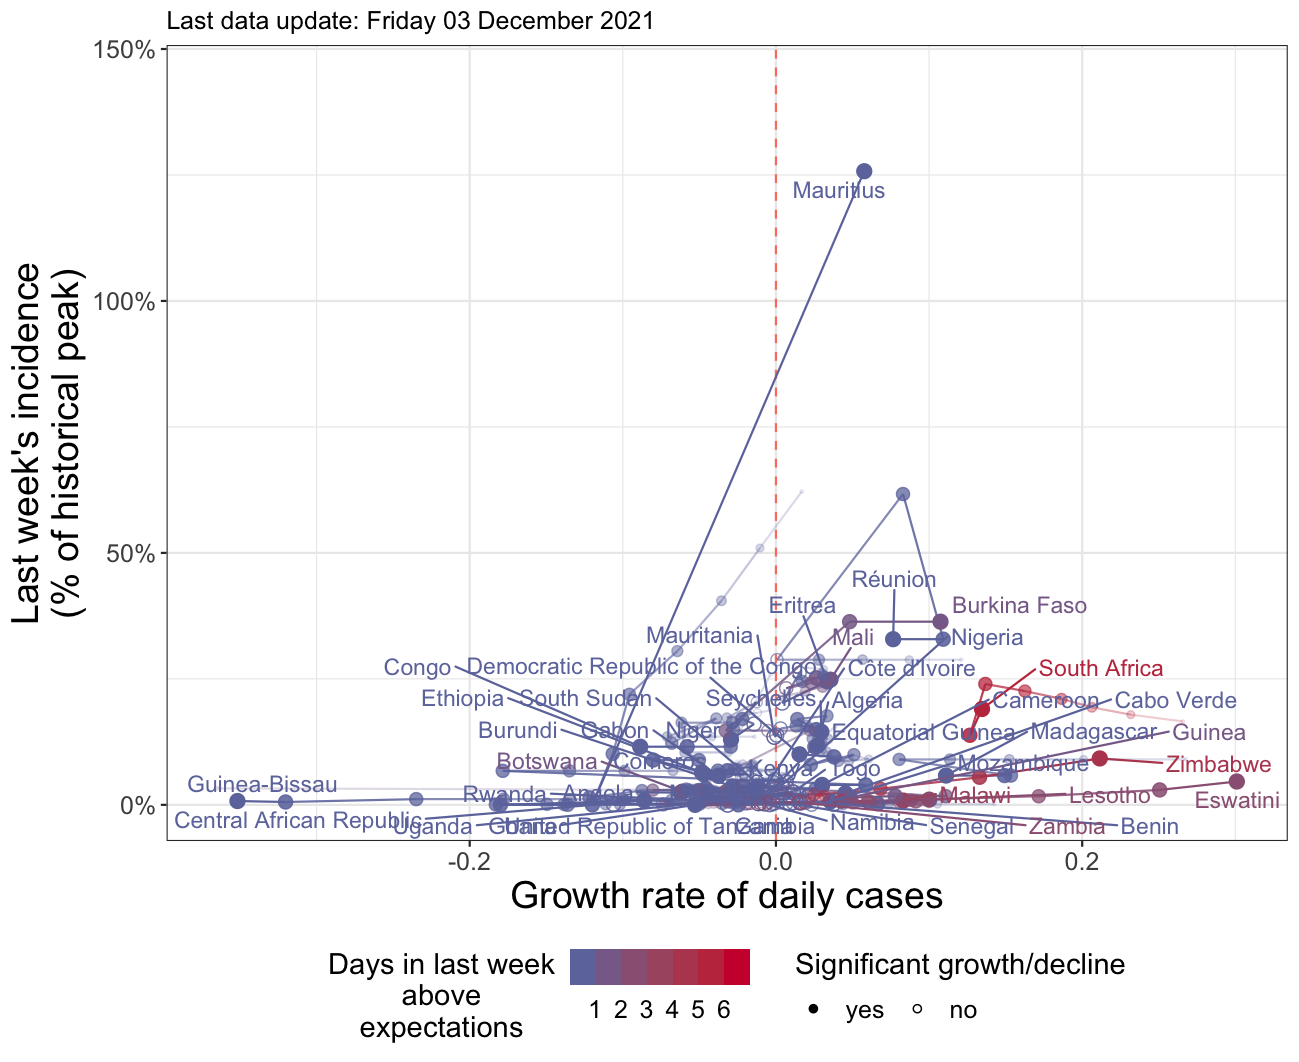 Last data update: Friday 03 December 2021
150%
100%
50%
0%
Last week's incidence
(% of historical peak)
Mauritius
Réunion
Eritrea
Burkina Faso
Mauritania
Mali
Nigeria
Congo
Democratic Republic of the Congo
Côte d'Ivoire
South Africa
Ethiopia
South Sudan
Seychelles
Algeria
Cameroon
Cabo Verde
Burundi
Gabon
Niger
Equatorial Guinea
Madagascar
Guinea
Botswana
Comoros
Kenya
Togo
Mozambique
Zimbabwe
Guinea-Bissau
Rwanda
Angola
Malawi
Lesotho
Eswatini
Central African Republic
Uganda
Ghana
United Republic of Tanzania
Gambia
Namibia
Senegal
Zambia
Benin
-0.2
0.0
0.2
Growth rate of daily cases
Days in last week
above
expectations
1 2 3 4 5 6
Significant growth/decline
yes
no